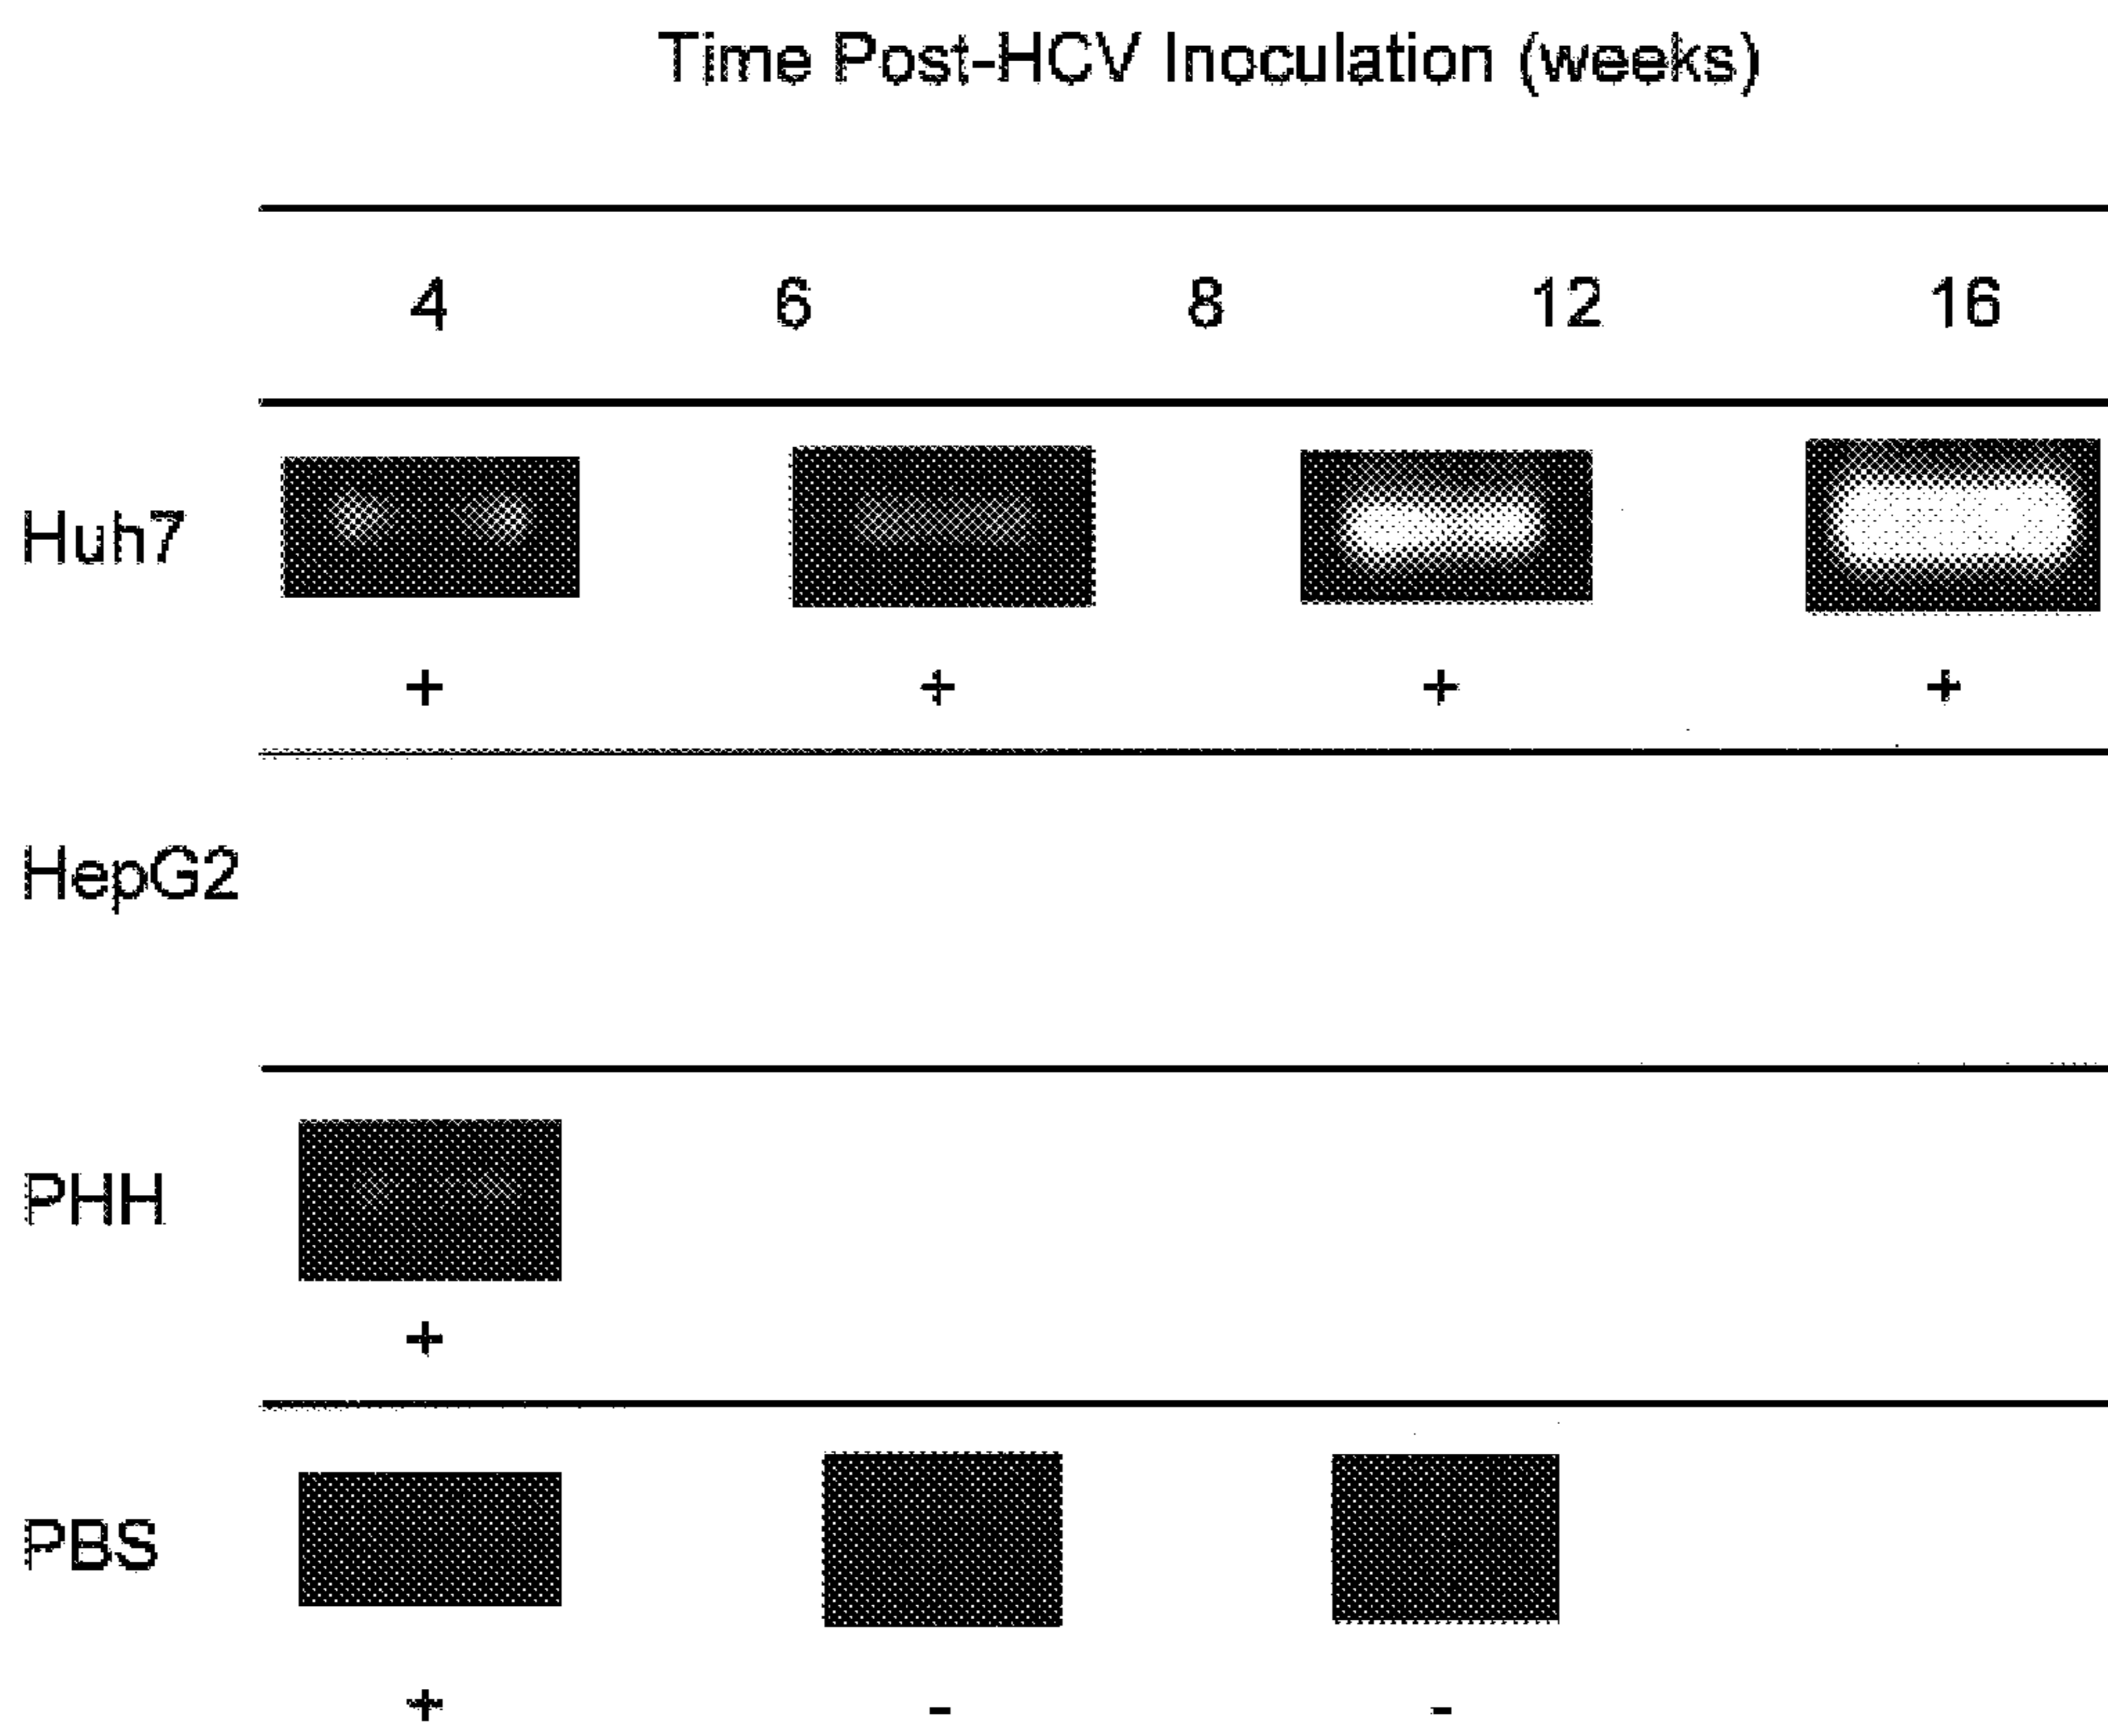 Time Post-HCV Inoculation (weeks)
4 6 8 12 16
Huh7
+ + + +
HepG2
PHH
+
PBS
+ - -